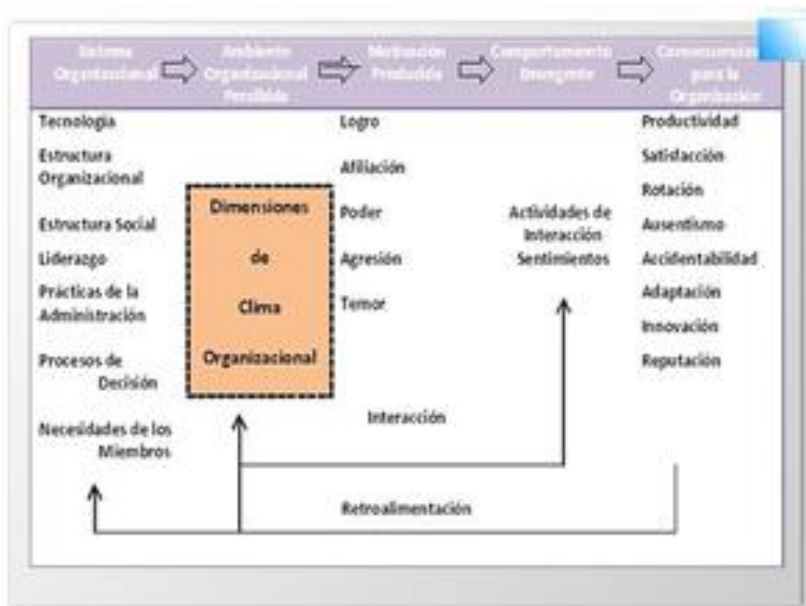 Sistema
Organizacional
Ambiente
Organizacional
Percibido
Motivación
Producida
Comportamiento
Emergente
Consecuencias
para la
Organización
Tecnología
Estructura
Organizacional
Estructura Social
Liderazgo
Prácticas de la
Administración
Procesos de
Decisión
Necesidades de los
Miembros
Dimensiones
de
Clima
Organizacional
Logro
Afiliación
Poder
Agresión
Temor
Actividades de
Interacción
Sentimientos
Productividad
Satisfacción
Rotación
Ausentismo
Accidentabilidad
Adaptación
Innovación
Reputación
Interacción
Retroalimentación